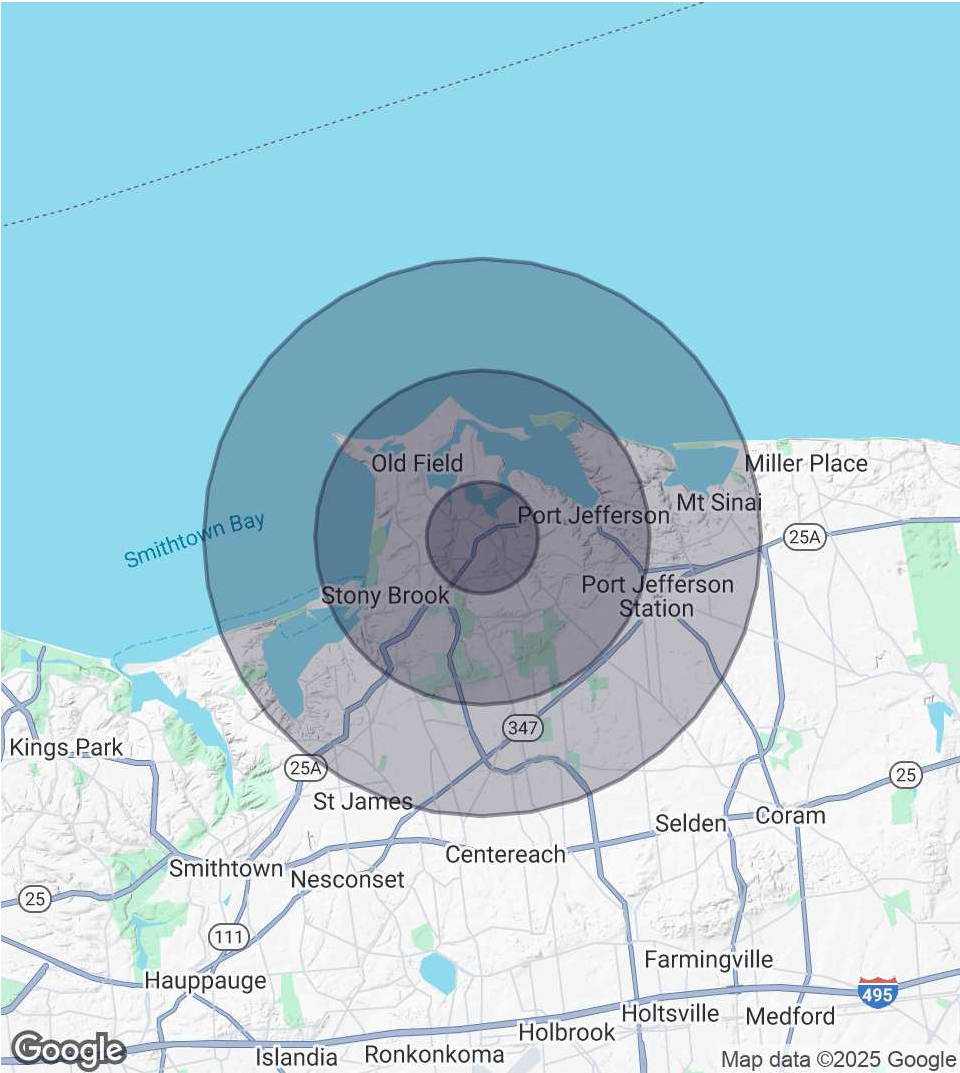 Old Field
Miller Place
Mt Sinai
Port Jefferson
Smithtown Bay
25A
Port Jefferson
Station
Stony Brook
347
Kings Park
25A
25
St James
Selden
Coram
Centereach
Smithtown
Nesconset
25
111
Farmingville
Hauppauge
495
Holtsville
Medford
Holbrook
Google
Islandia
Ronkonkoma
Map data ©2025 Google